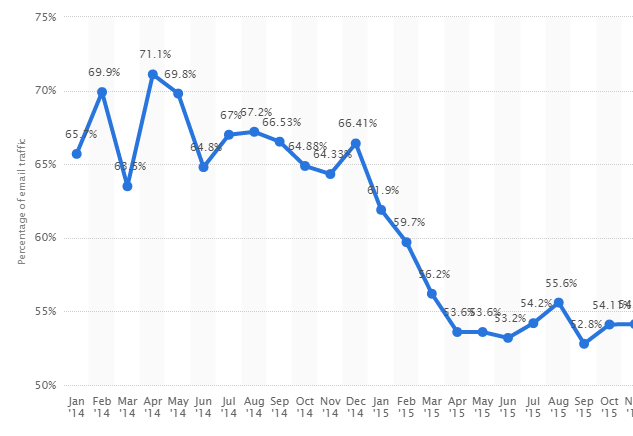 75%
70%
65%
60%
55%
50%
Percentage of email traffic
65.7%
69.9%
63.5%
71.1%
69.8%
64.8%
67%
67.2%
66.53%
64.88%
64.33%
66.41%
61.9%
59.7%
56.2%
53.6%
53.6%
53.2%
54.2%
55.6%
52.8%
54.11%
Jan '14
Feb '14
Mar '14
Apr '14
May '14
Jun '14
Jul '14
Aug '14
Sep '14
Oct '14
Nov '14
Dec '14
Jan '15
Feb '15
Mar '15
Apr '15
May '15
Jun '15
Jul '15
Aug '15
Sep '15
Oct '15